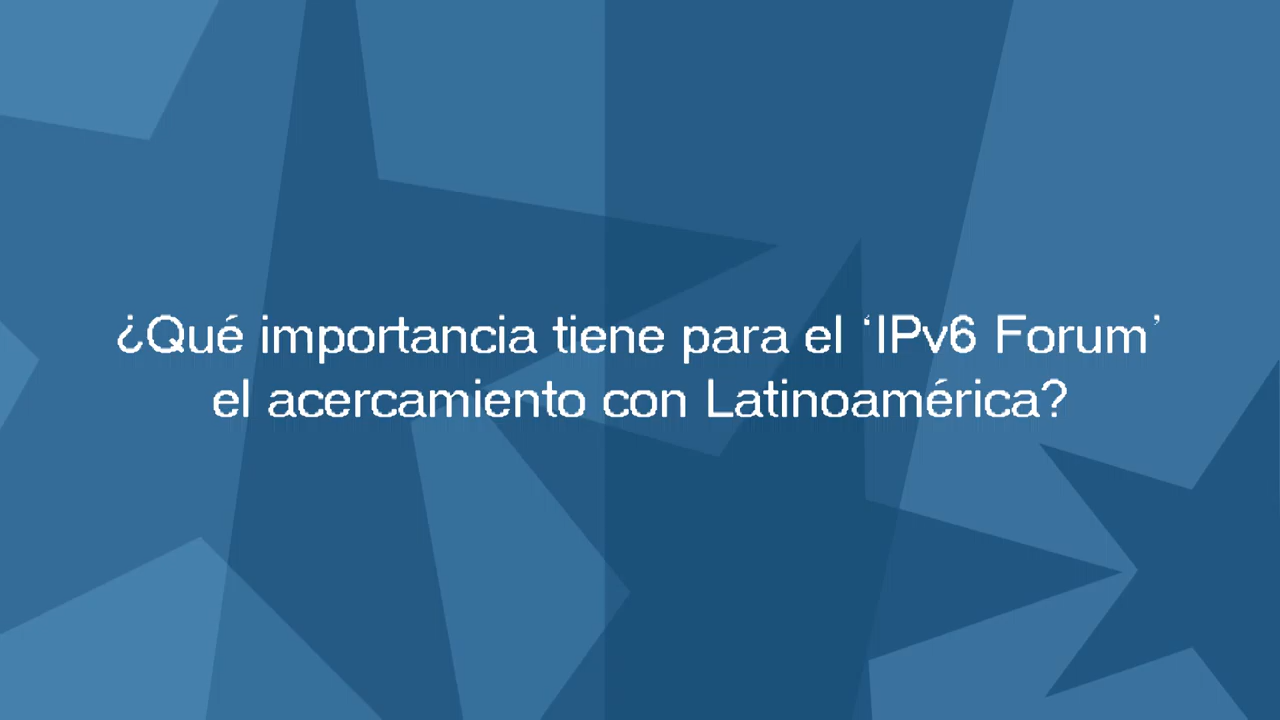 ¿Qué importancia tiene para el ‘IPv6 Forum’
el acercamiento con Latinoamérica?